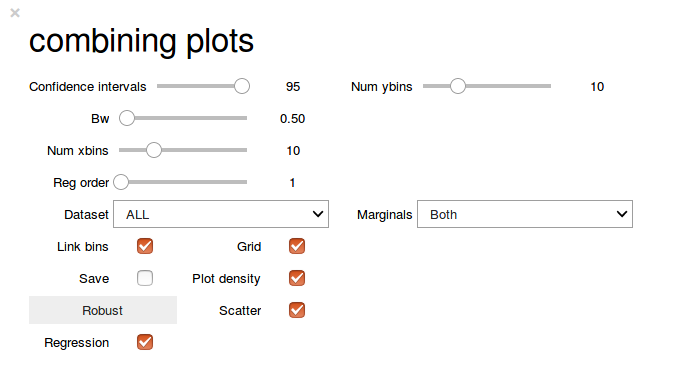 combining plots
Confidence intervals 95 Num ybins 10
Bw 0.50
Num xbins 10
Reg order 1
Dataset ALL Marginals Both
Link bins Grid
Save Plot density
Robust Scatter
Regression